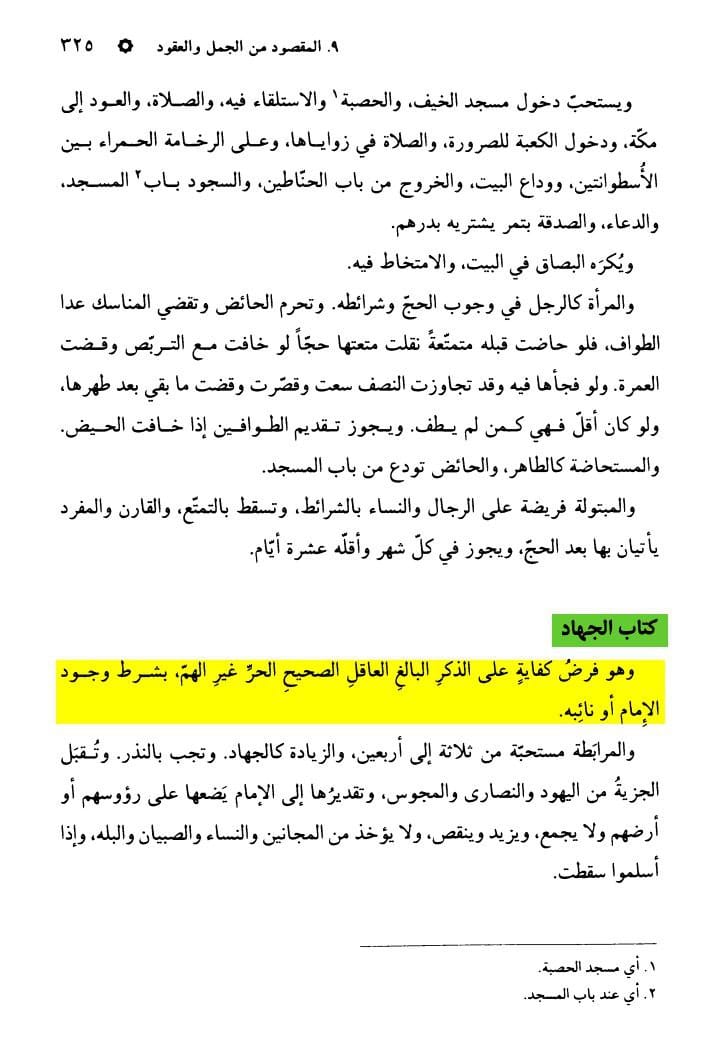 ٩. المقصود من الجمل والعقود ۞ ٣٢٥
ويستحبّ دخول مسجد الخيف، والحصبة١ والاستلقاء فيه، والصلاة، والعود إلى
مكّة، ودخول الكعبة للصرورة، والصلاة في زواياها، وعلى الرخامة الحمراء بين
الأُسطوانتين، ووداع البيت، والخروج من باب الحنّاطين، والسجود باب٢ المسجد،
والدعاء، والصدقة بتمر يشتريه بدرهم.
ويُكرَه البصاق في البيت، والامتخاط فيه.
والمرأة كالرجل في وجوب الحجّ وشرائطه. وتحرم الحائض وتقضي المناسك عدا
الطواف، فلو حاضت قبله متمتّعةً نقلت متعتها حجّاً لو خافت مع التربّص وقضت
العمرة. ولو فجأها فيه وقد تجاوزت النصف سعت وقصّرت وقضت ما بقي بعد طهرها،
ولو كان أقلّ فهي كمن لم يطف. ويجوز تقديم الطوافين إذا خافت الحيض.
والمستحاضة كالطاهر، والحائض تودع من باب المسجد.
والمبتولة فريضة على الرجال والنساء بالشرائط، وتسقط بالتمتّع، والقارن والمفرد
يأتيان بها بعد الحجّ، ويجوز في كلّ شهر وأقلّه عشرة أيّام.
كتاب الجهاد
وهو فرضُ كفايةٍ على الذكرِ البالغِ العاقلِ الصحيحِ الحرِّ غيرِ الهمّ، بشرط وجود
الإمام أو نائِبه.
والمرابَطة مستحبّة من ثلاثة إلى أربعين، والزيادة كالجهاد. وتجب بالنذر. وتُقبَل
الجزيةُ من اليهود والنصارى والمجوس، وتقديرُها إلى الإمام يَضعها على رؤوسهم أو
أرضهم ولا يجمع، ويزيد وينقص، ولا يؤخذ من المجانين والنساء والصبيان والبله، وإذا
أسلموا سقطت.
١. أي مسجد الحصبة.
٢. أي عند باب المسجد.